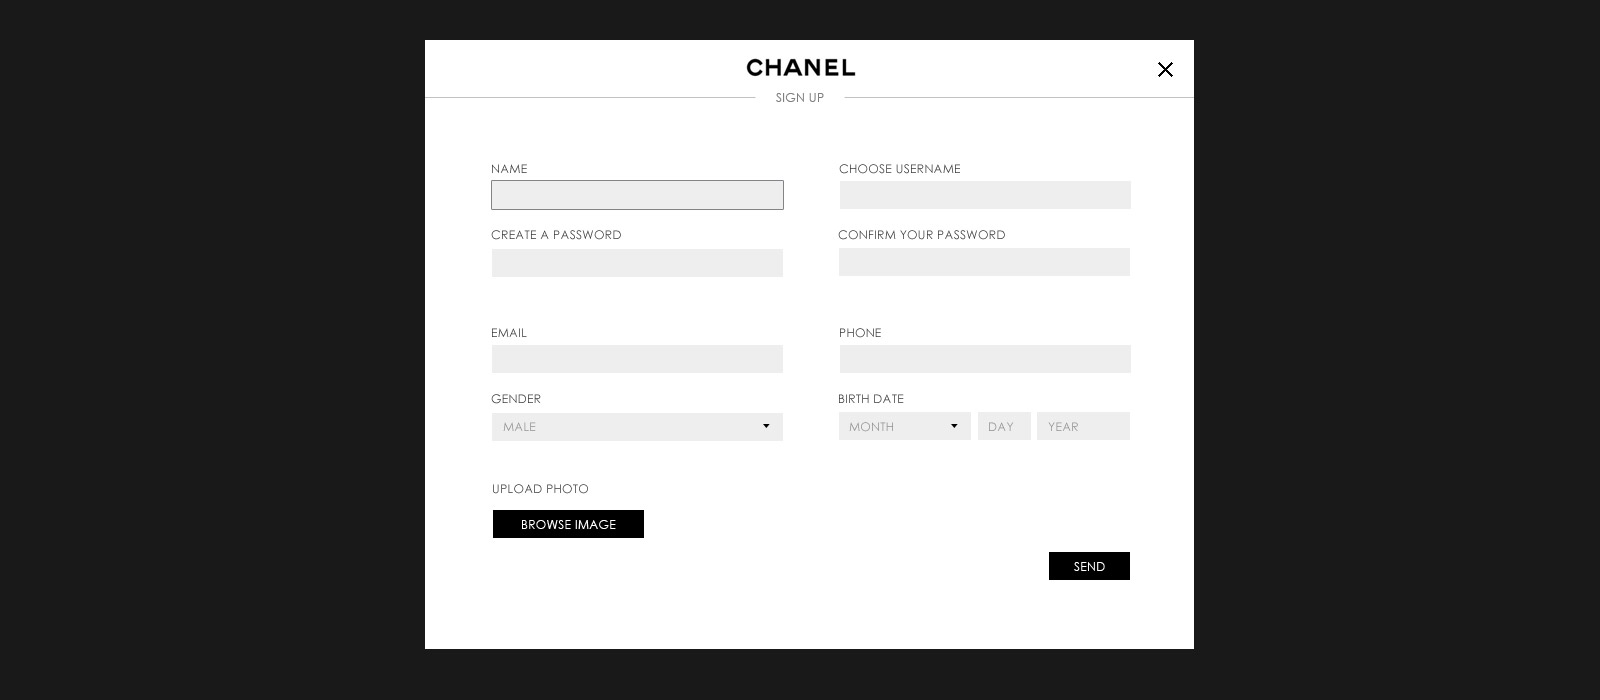 CHANEL
SIGN UP
NAME
CHOOSE USERNAME
CREATE A PASSWORD
CONFIRM YOUR PASSWORD
EMAIL
PHONE
GENDER
BIRTH DATE
MALE
MONTH
DAY
YEAR
UPLOAD PHOTO
BROWSE IMAGE
SEND